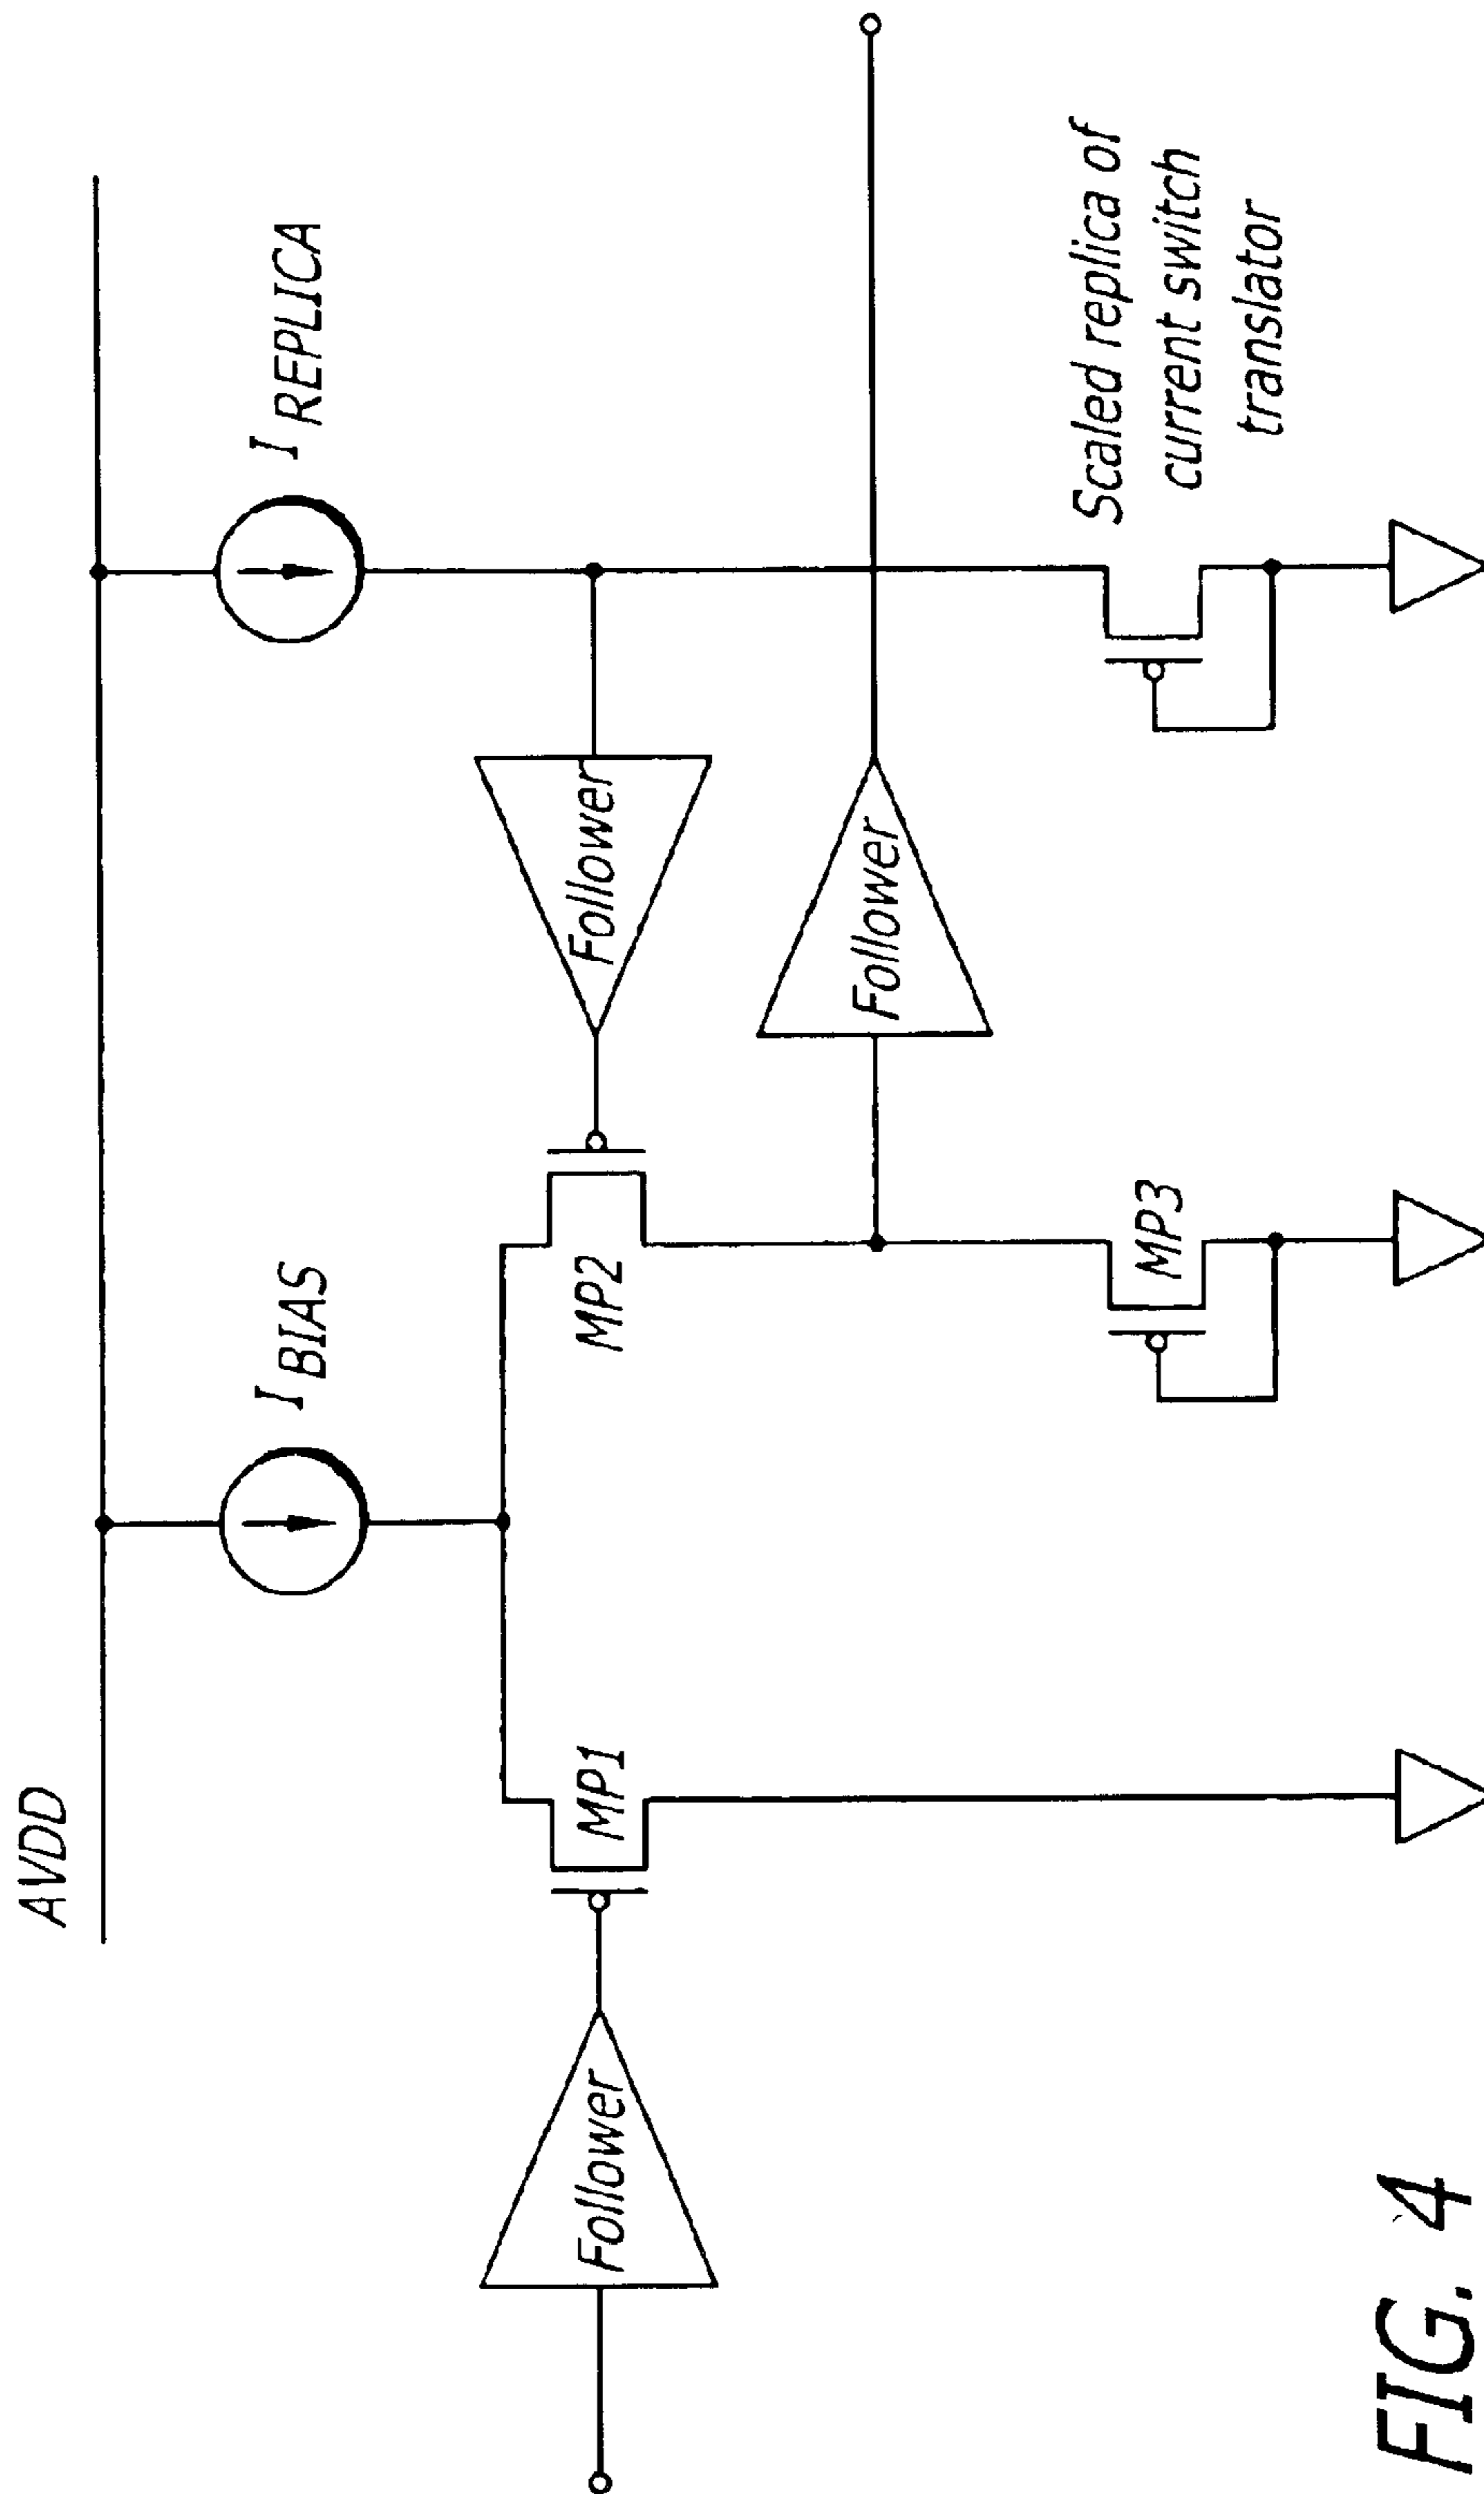 AVDD
I BIAS
I REPLICA
Follower
MP1
MP2
Follower
Follower
MP3
Scaled replica of
current switch
translator
FIG. 4